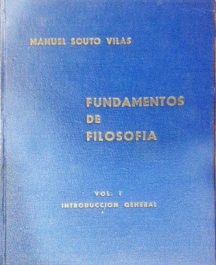 MANUEL SOUTO VILAS
FUNDAMENTOS
DE
FILOSOFIA
VOL. I
INTRODUCCION GENERAL